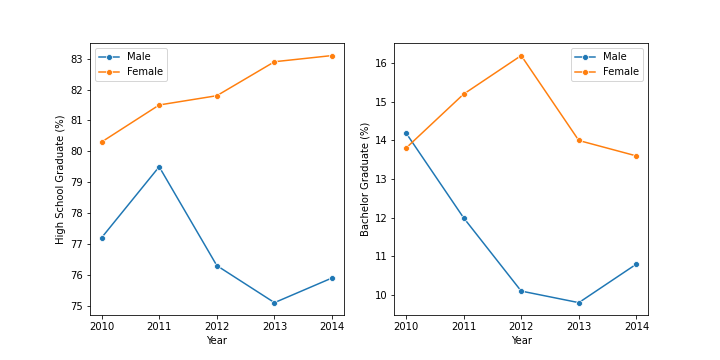 Male
Female
High School Graduate (%)
83
82
81
80
79
78
77
76
75
2010 2011 2012 2013 2014
Year
Male
Female
Bachelor Graduate (%)
16
15
14
13
12
11
10
2010 2011 2012 2013 2014
Year